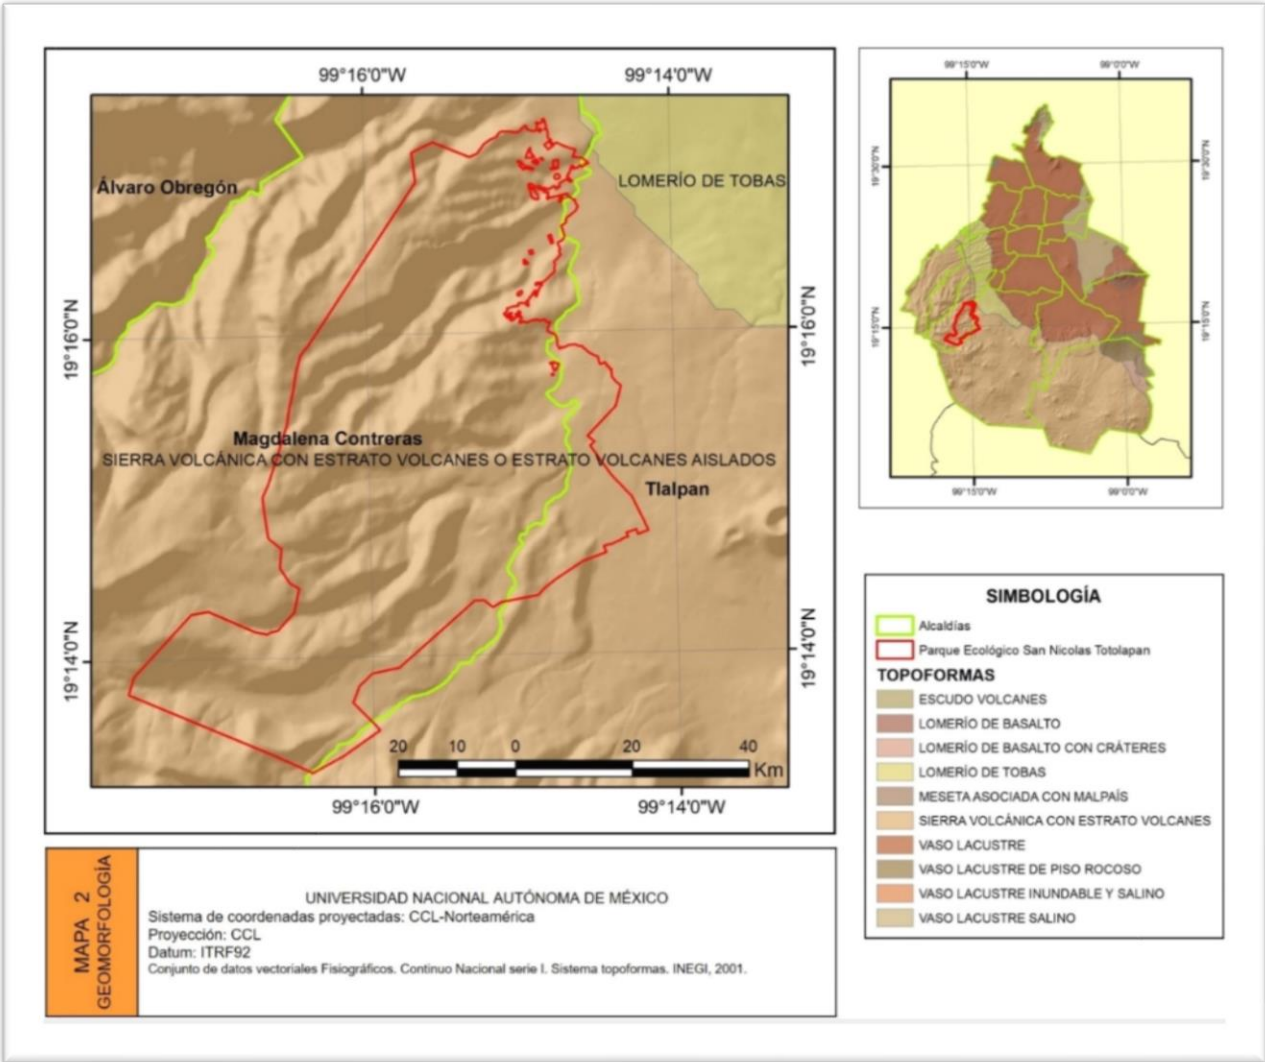 99°16'0"W
99°14'0"W
Álvaro Obregón
LOMERÍO DE TOBAS
19°16'0"N
19°16'0"N
Magdalena Contreras
SIERRA VOLCÁNICA CON ESTRATO VOLCANES O ESTRATO VOLCANES AISLADOS
Tlalpan
19°14'0"N
19°14'0"N
20 10 0 20 40
Km
99°16'0"W
99°14'0"W
99°15'0"W
99°0'0"W
19°30'0"N
19°30'0"N
19°15'0"N
19°15'0"N
99°15'0"W
99°0'0"W
SIMBOLOGÍA
Alcaldías
Parque Ecológico San Nicolas Totolapan
TOPOFORMAS
ESCUDO VOLCANES
LOMERÍO DE BASALTO
LOMERÍO DE BASALTO CON CRÁTERES
LOMERÍO DE TOBAS
MESETA ASOCIADA CON MALPAÍS
SIERRA VOLCÁNICA CON ESTRATO VOLCANES
VASO LACUSTRE
VASO LACUSTRE DE PISO ROCOSO
VASO LACUSTRE INUNDABLE Y SALINO
VASO LACUSTRE SALINO
MAPA 2
GEOMORFOLOGÍA
UNIVERSIDAD NACIONAL AUTÓNOMA DE MÉXICO
Sistema de coordenadas proyectadas: CCL-Norteamérica
Proyección: CCL
Datum: ITRF92
Conjunto de datos vectoriales Fisiográficos. Continuo Nacional serie I. Sistema topoformas. INEGI, 2001.